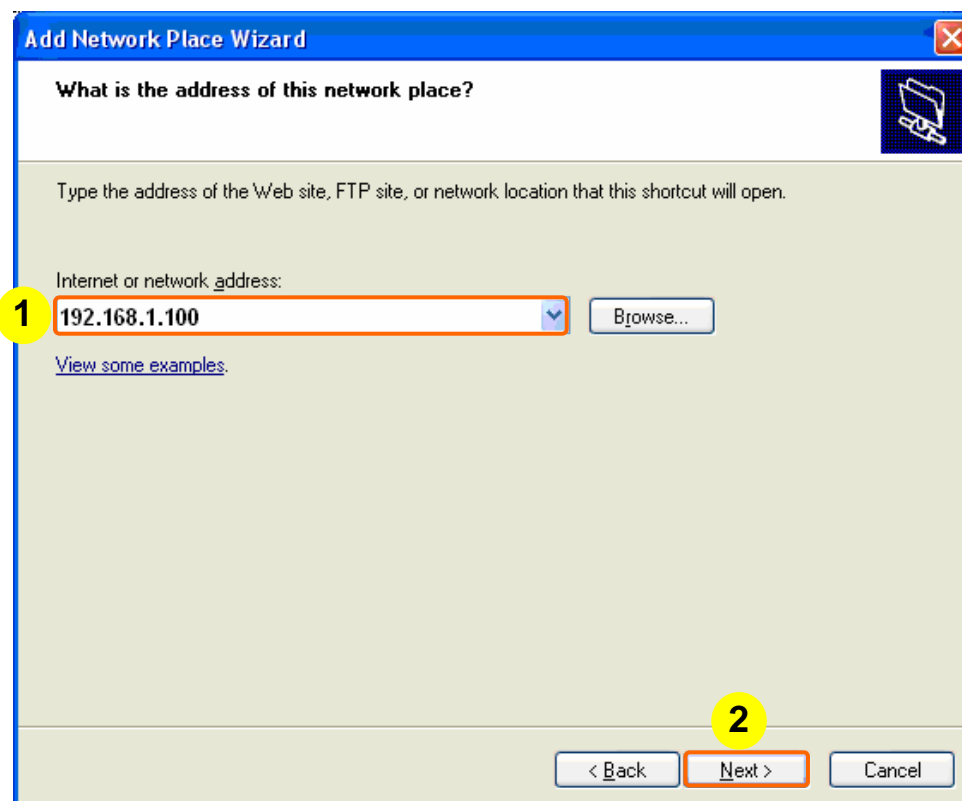 Add Network Place Wizard
What is the address of this network place?
Type the address of the Web site, FTP site, or network location that this shortcut will open.
Internet or network address:
1
192.168.1.100
Browse...
View some examples.
2
< Back
Next >
Cancel